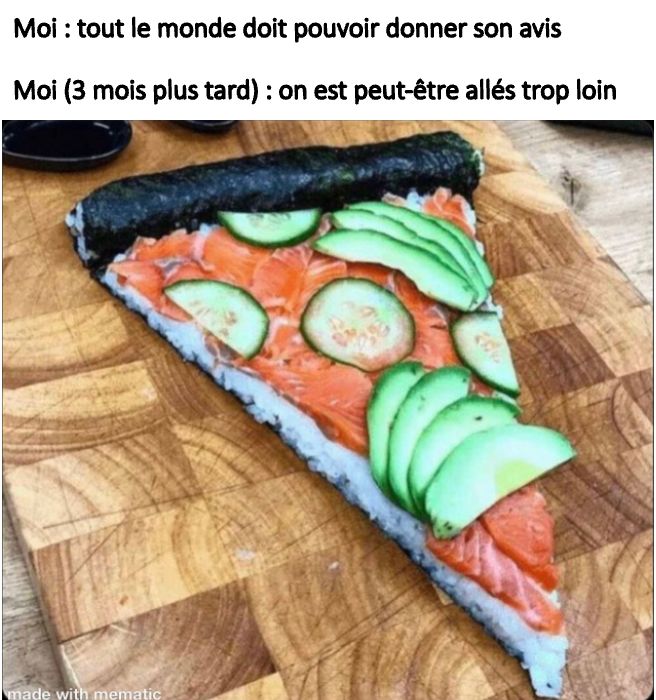 Moi : tout le monde doit pouvoir donner son avis
Moi (3 mois plus tard) : on est peut-être allés trop loin
made with mematic